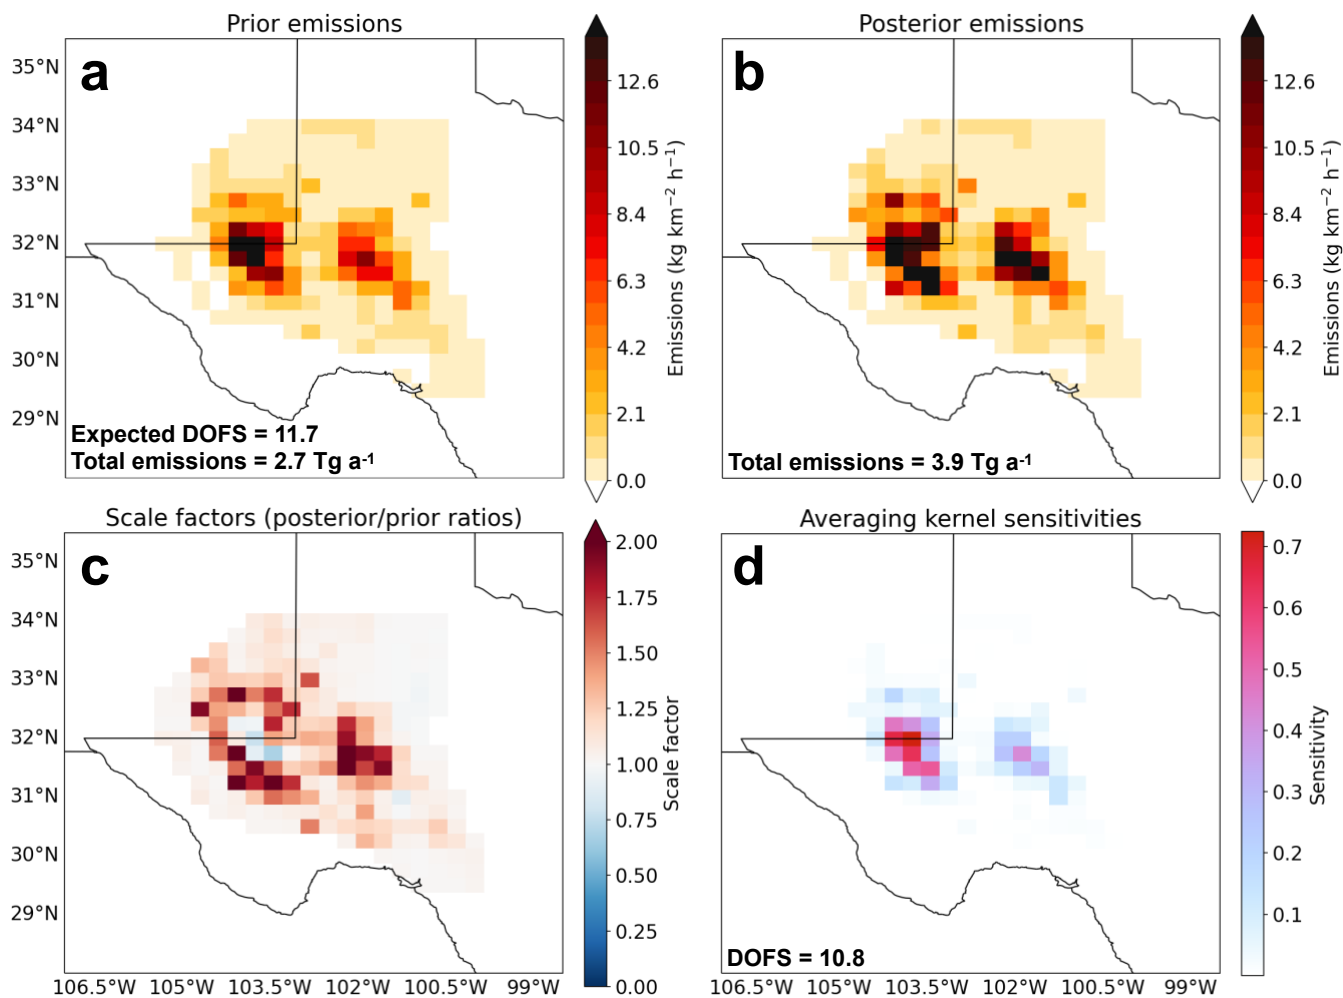 Prior emissions
a
35°N
34°N
33°N
32°N
31°N
30°N
29°N
Expected DOFS = 11.7
Total emissions = 2.7 Tg a-1
12.6
10.5
8.4
6.3
4.2
2.1
0.0
Emissions (kg km−2 h−1)
Posterior emissions
b
Total emissions = 3.9 Tg a-1
12.6
10.5
8.4
6.3
4.2
2.1
0.0
Emissions (kg km−2 h−1)
Scale factors (posterior/prior ratios)
c
35°N
34°N
33°N
32°N
31°N
30°N
29°N
106.5°W 105°W 103.5°W 102°W 100.5°W 99°W
2.00
1.75
1.50
1.25
1.00
0.75
0.50
0.25
0.00
Scale factor
Averaging kernel sensitivities
d
DOFS = 10.8
106.5°W 105°W 103.5°W 102°W 100.5°W 99°W
0.7
0.6
0.5
0.4
0.3
0.2
0.1
Sensitivity